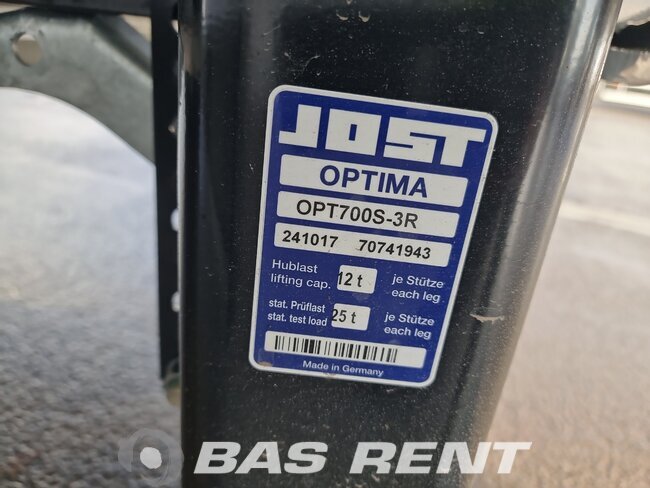 JOST
OPTIMA
OPT700S-3R
241017 70741943
Hublast
lifting cap.
12 t
je Stütze
each leg
stat. Prüflast
stat. test load
25 t
je Stütze
each leg
Made in Germany
BAS RENT